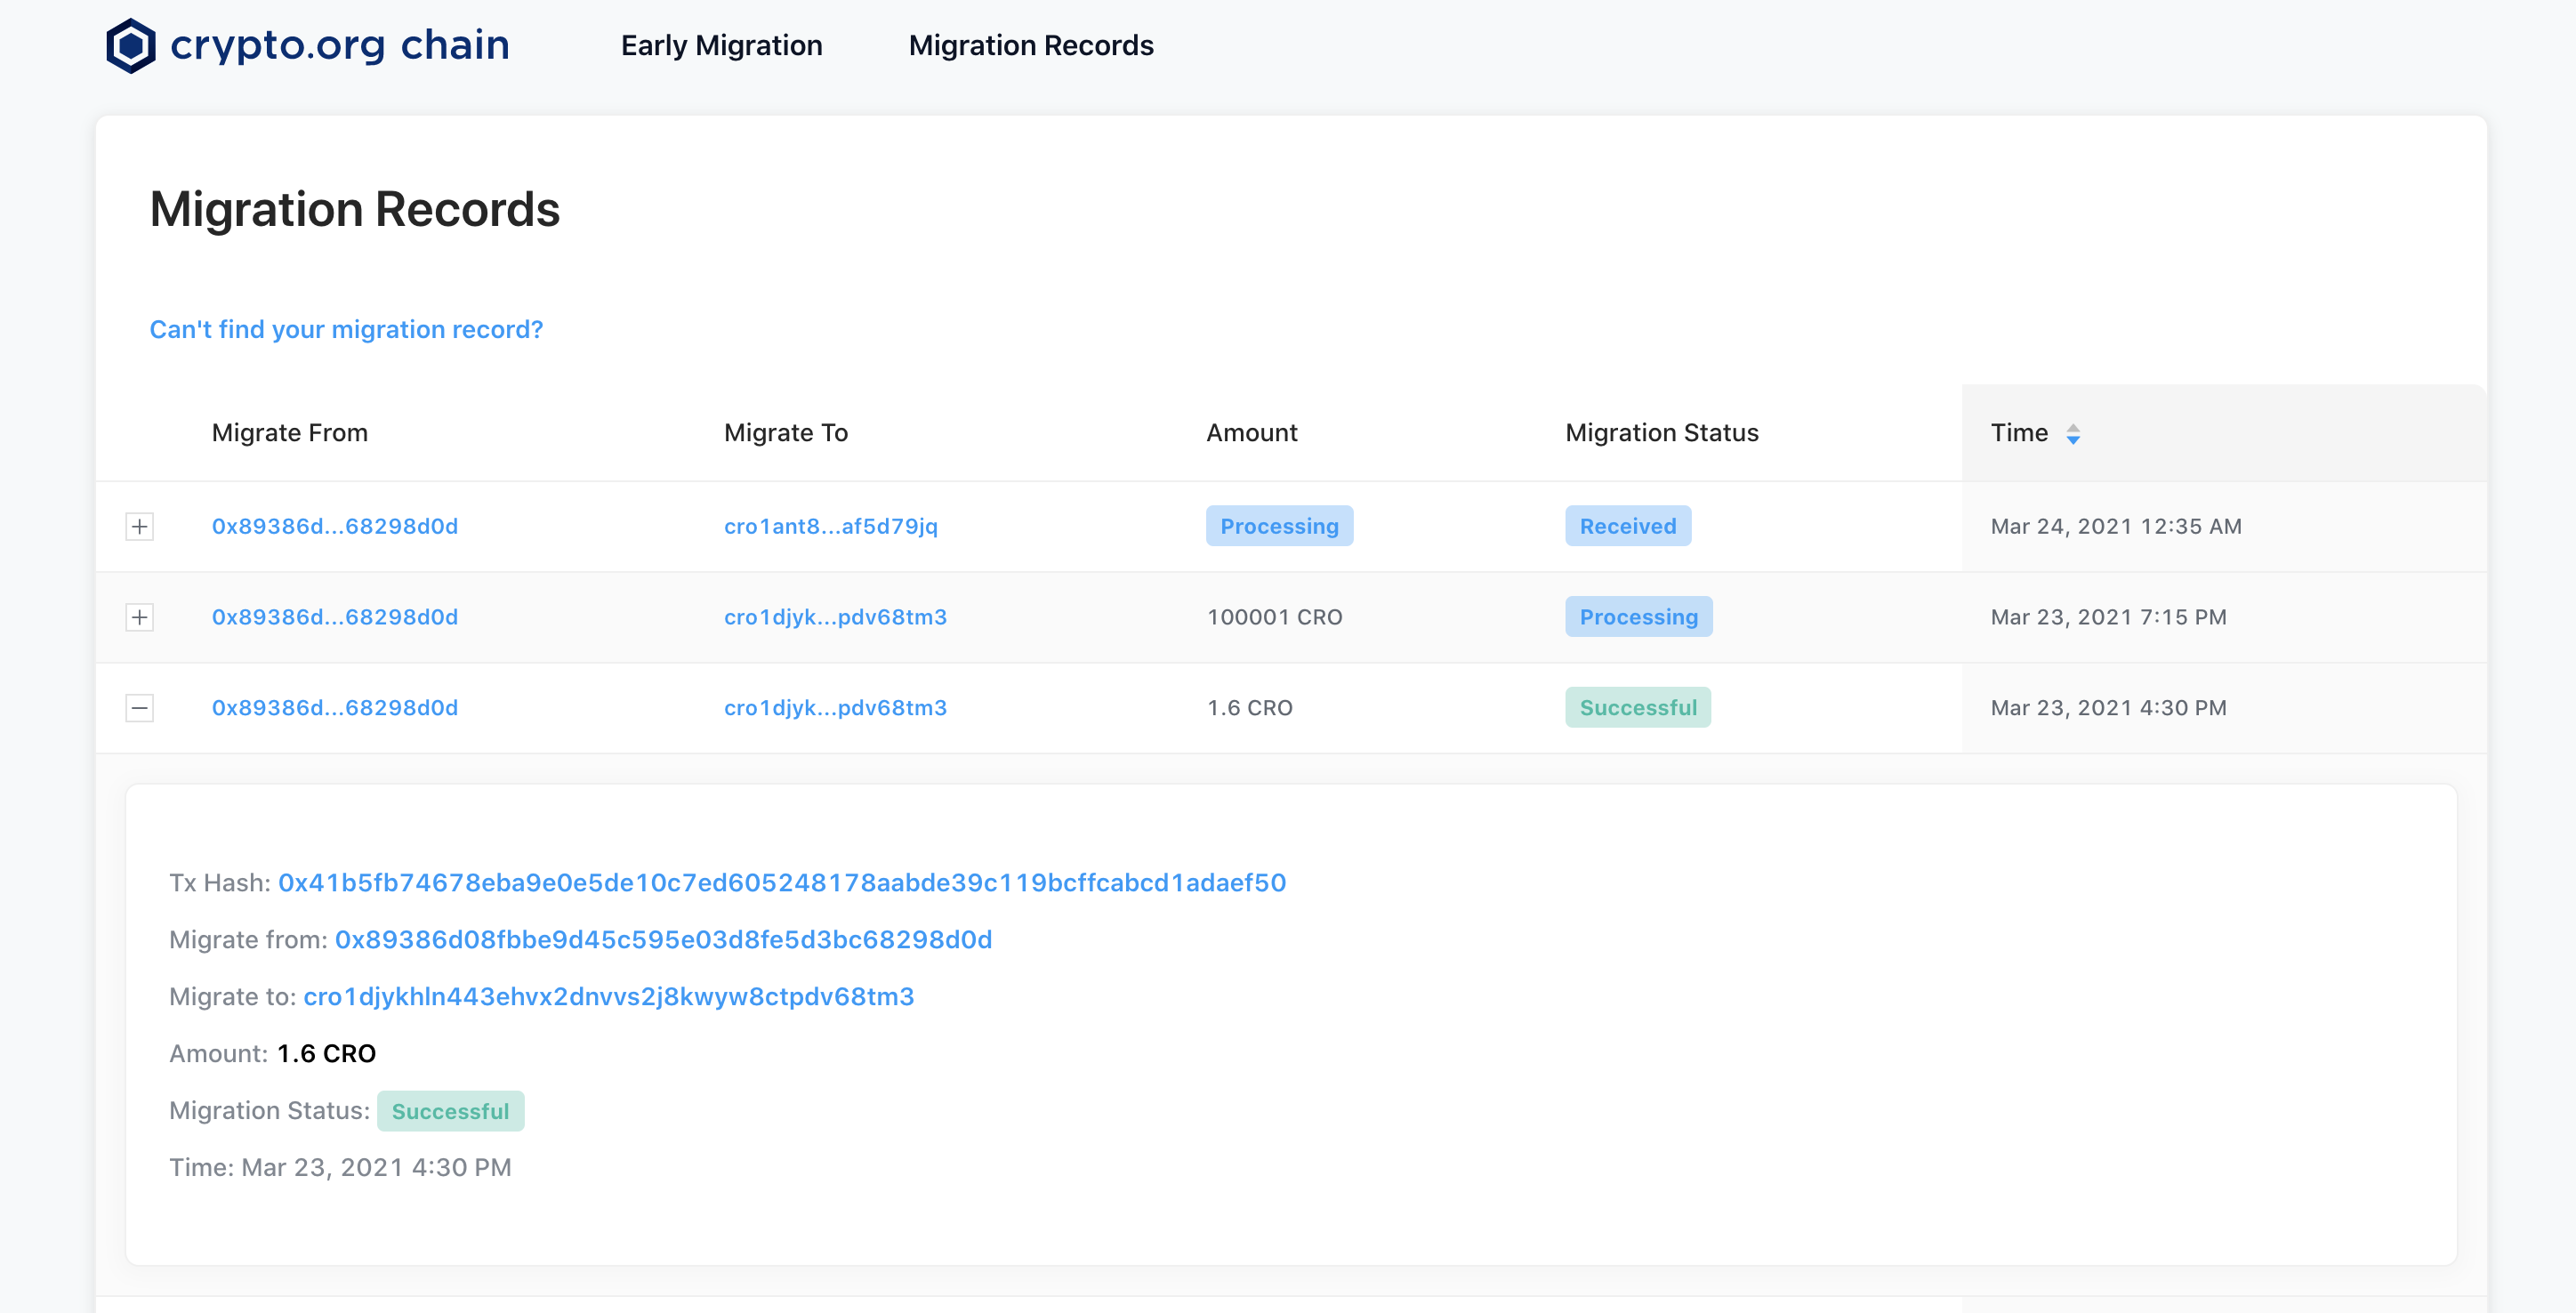 crypto.org chain Early Migration Migration Records
Migration Records
Can't find your migration record?
Migrate From Migrate To Amount Migration Status Time
0x89386d...68298d0d cro1ant8...af5d79jq Processing Received Mar 24, 2021 12:35 AM
0x89386d...68298d0d cro1djyk...pdv68tm3 100001 CRO Processing Mar 23, 2021 7:15 PM
0x89386d...68298d0d cro1djyk...pdv68tm3 1.6 CRO Successful Mar 23, 2021 4:30 PM
Tx Hash: 0x41b5fb74678eba9e0e5de10c7ed605248178aabde39c119bcffcabcd1adaef50
Migrate from: 0x89386d08fbbe9d45c595e03d8fe5d3bc68298d0d
Migrate to: cro1djykhln443ehvx2dnvvs2j8kwyw8ctpdv68tm3
Amount: 1.6 CRO
Migration Status: Successful
Time: Mar 23, 2021 4:30 PM